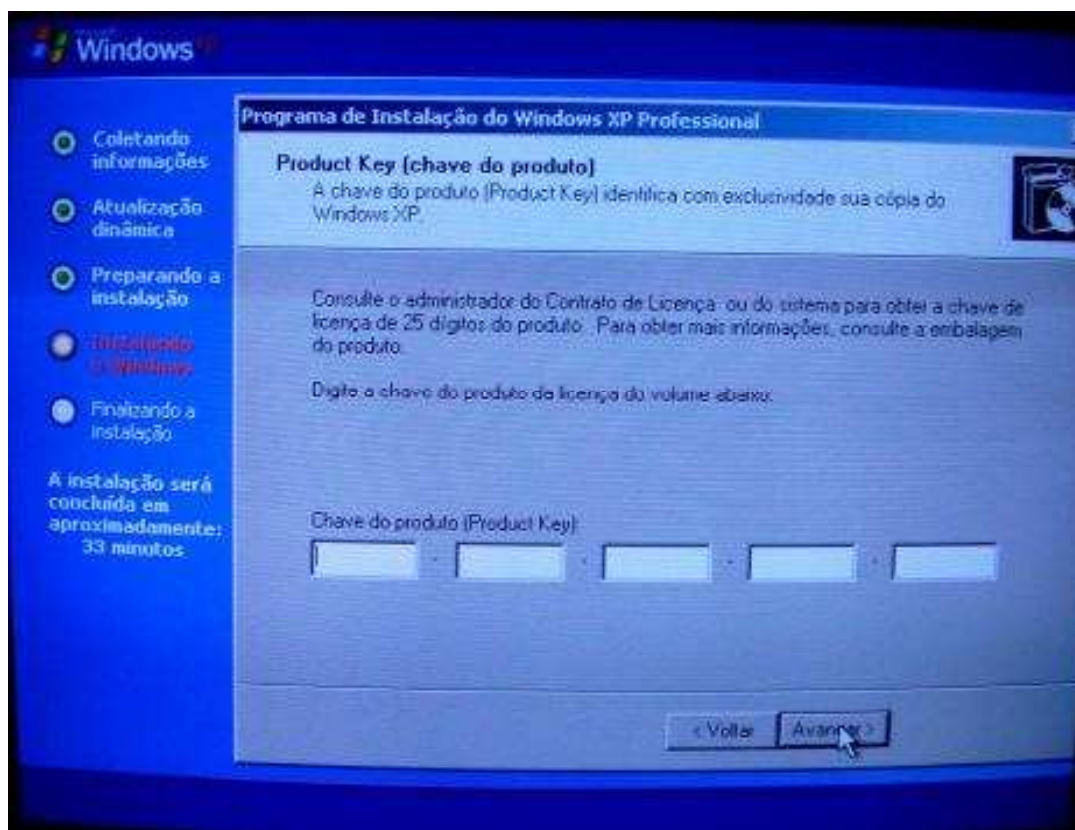 Windows xp
Coletando
informações
Atualização
dinâmica
Preparando a
instalação
Instalando
o Windows
Finalizando a
instalação
A instalação será
concluída em
aproximadamente:
33 minutos
Programa de Instalação do Windows XP Professional
Product Key (chave do produto)
A chave do produto (Product Key) identifica com exclusividade sua cópia do
Windows XP.
Consulte o administrador do Contrato de Licença ou do sistema para obter a chave de
licença de 25 dígitos do produto. Para obter mais informações, consulte a embalagem
do produto.
Digite a chave do produto da licença do volume abaixo:
Chave do produto (Product Key):
- - - -
< Voltar Avançar >